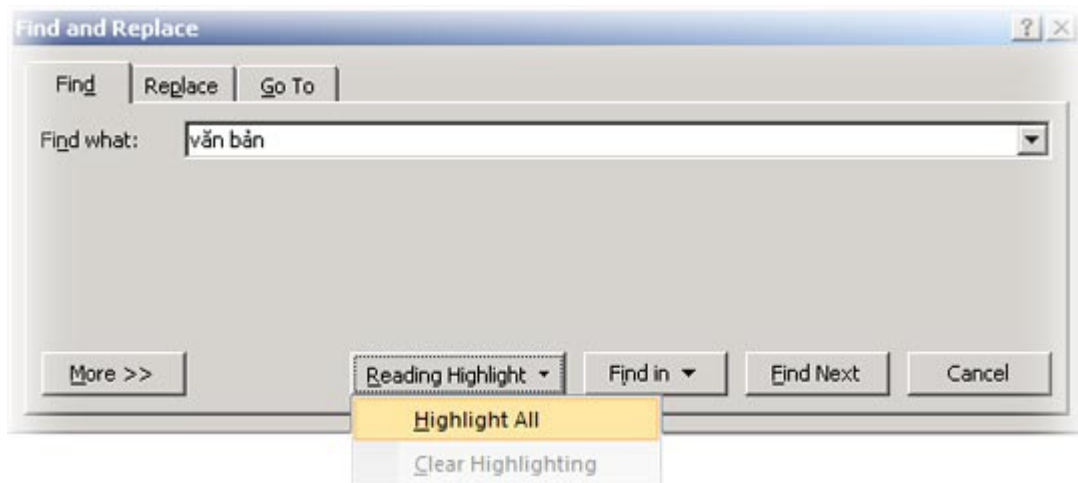 Find and Replace
Find Replace Go To
Find what: văn bản
More >> Reading Highlight Find in Find Next Cancel
Highlight All
Clear Highlighting